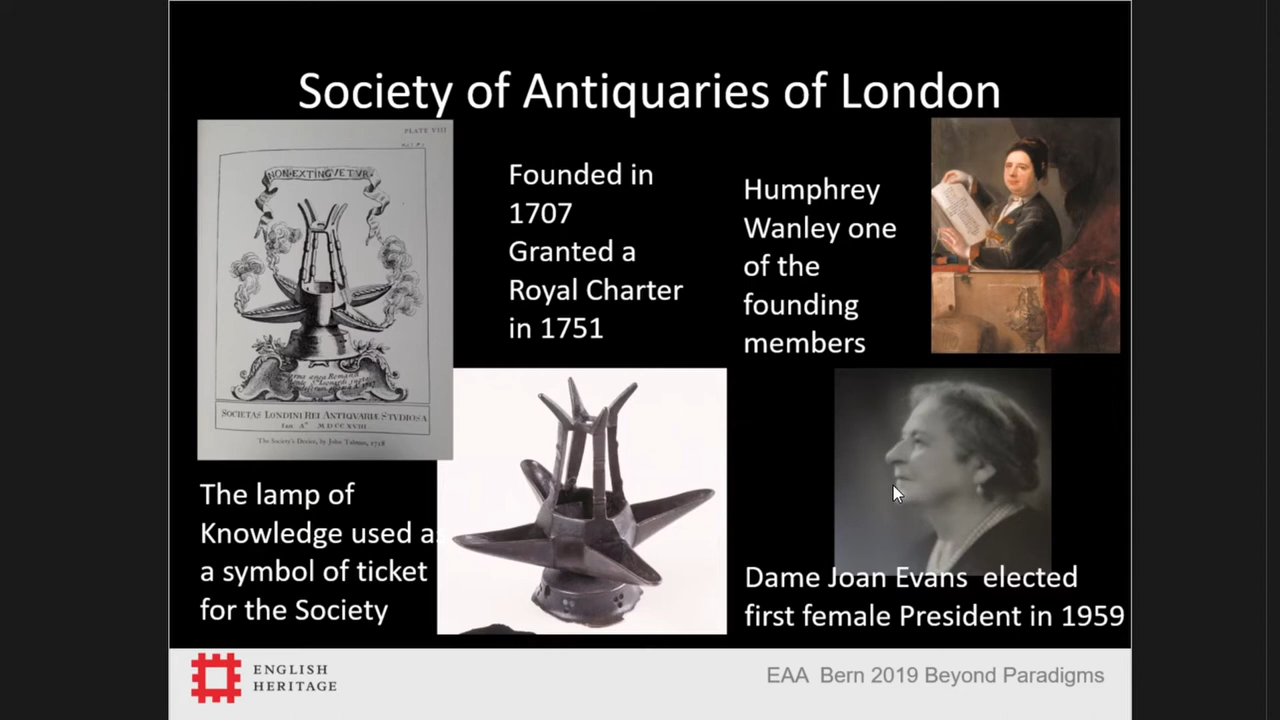 Society of Antiquaries of London
PLATE VIII
NON·EXTINGVETVR·
SOCIETAS LONDINI REI ANTIQVARIÆ STVDIOSA
M.DCCXVIII
The Society's Device, by John Talman, 1718
Founded in
1707
Granted a
Royal Charter
in 1751
Humphrey
Wanley one
of the
founding
members
The lamp of
Knowledge used as
a symbol of ticket
for the Society
Dame Joan Evans  elected
first female President in 1959
ENGLISH
HERITAGE
EAA  Bern 2019 Beyond Paradigms